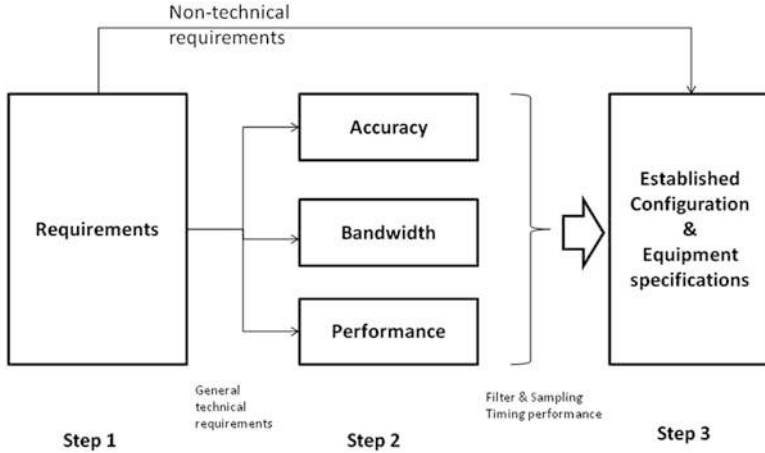 Non-technical
requirements
Requirements
Accuracy
Bandwidth
Performance
Established
Configuration
&
Equipment
specifications
General
technical
requirements
Filter & Sampling
Timing performance
Step 1
Step 2
Step 3